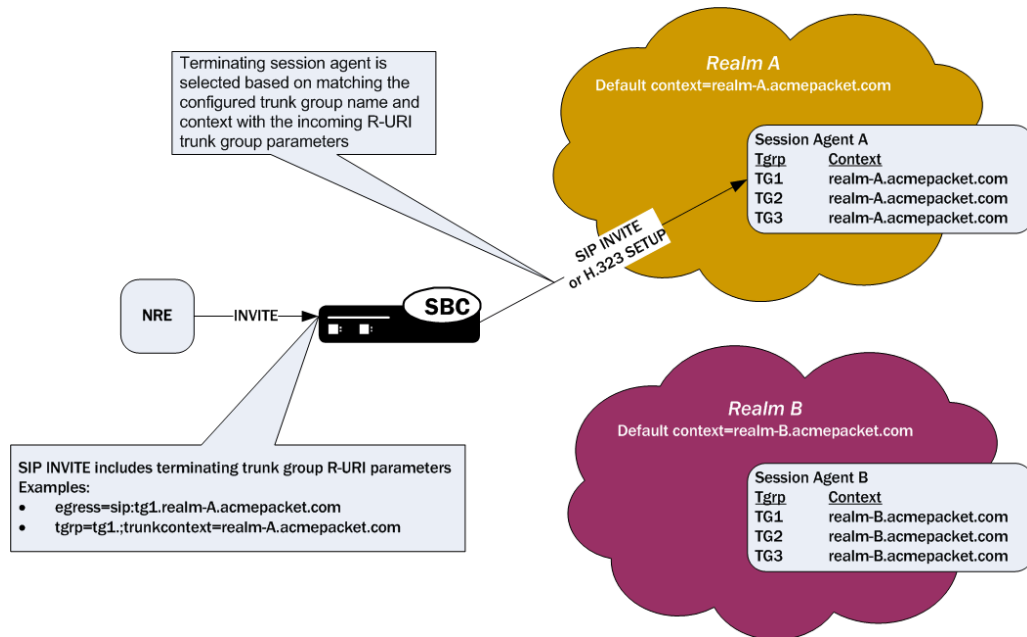 Terminating session agent is
selected based on matching the
configured trunk group name and
context with the incoming R-URI
trunk group parameters
Realm A
Default context=realm-A.acmepacket.com
Session Agent A
Tgrp Context
TG1 realm-A.acmepacket.com
TG2 realm-A.acmepacket.com
TG3 realm-A.acmepacket.com
SIP INVITE
or H.323 SETUP
NRE
INVITE
SBC
Realm B
Default context=realm-B.acmepacket.com
Session Agent B
Tgrp Context
TG1 realm-B.acmepacket.com
TG2 realm-B.acmepacket.com
TG3 realm-B.acmepacket.com
SIP INVITE includes terminating trunk group R-URI parameters
Examples:
• egress=sip:tg1.realm-A.acmepacket.com
• tgrp=tg1.;trunkcontext=realm-A.acmepacket.com